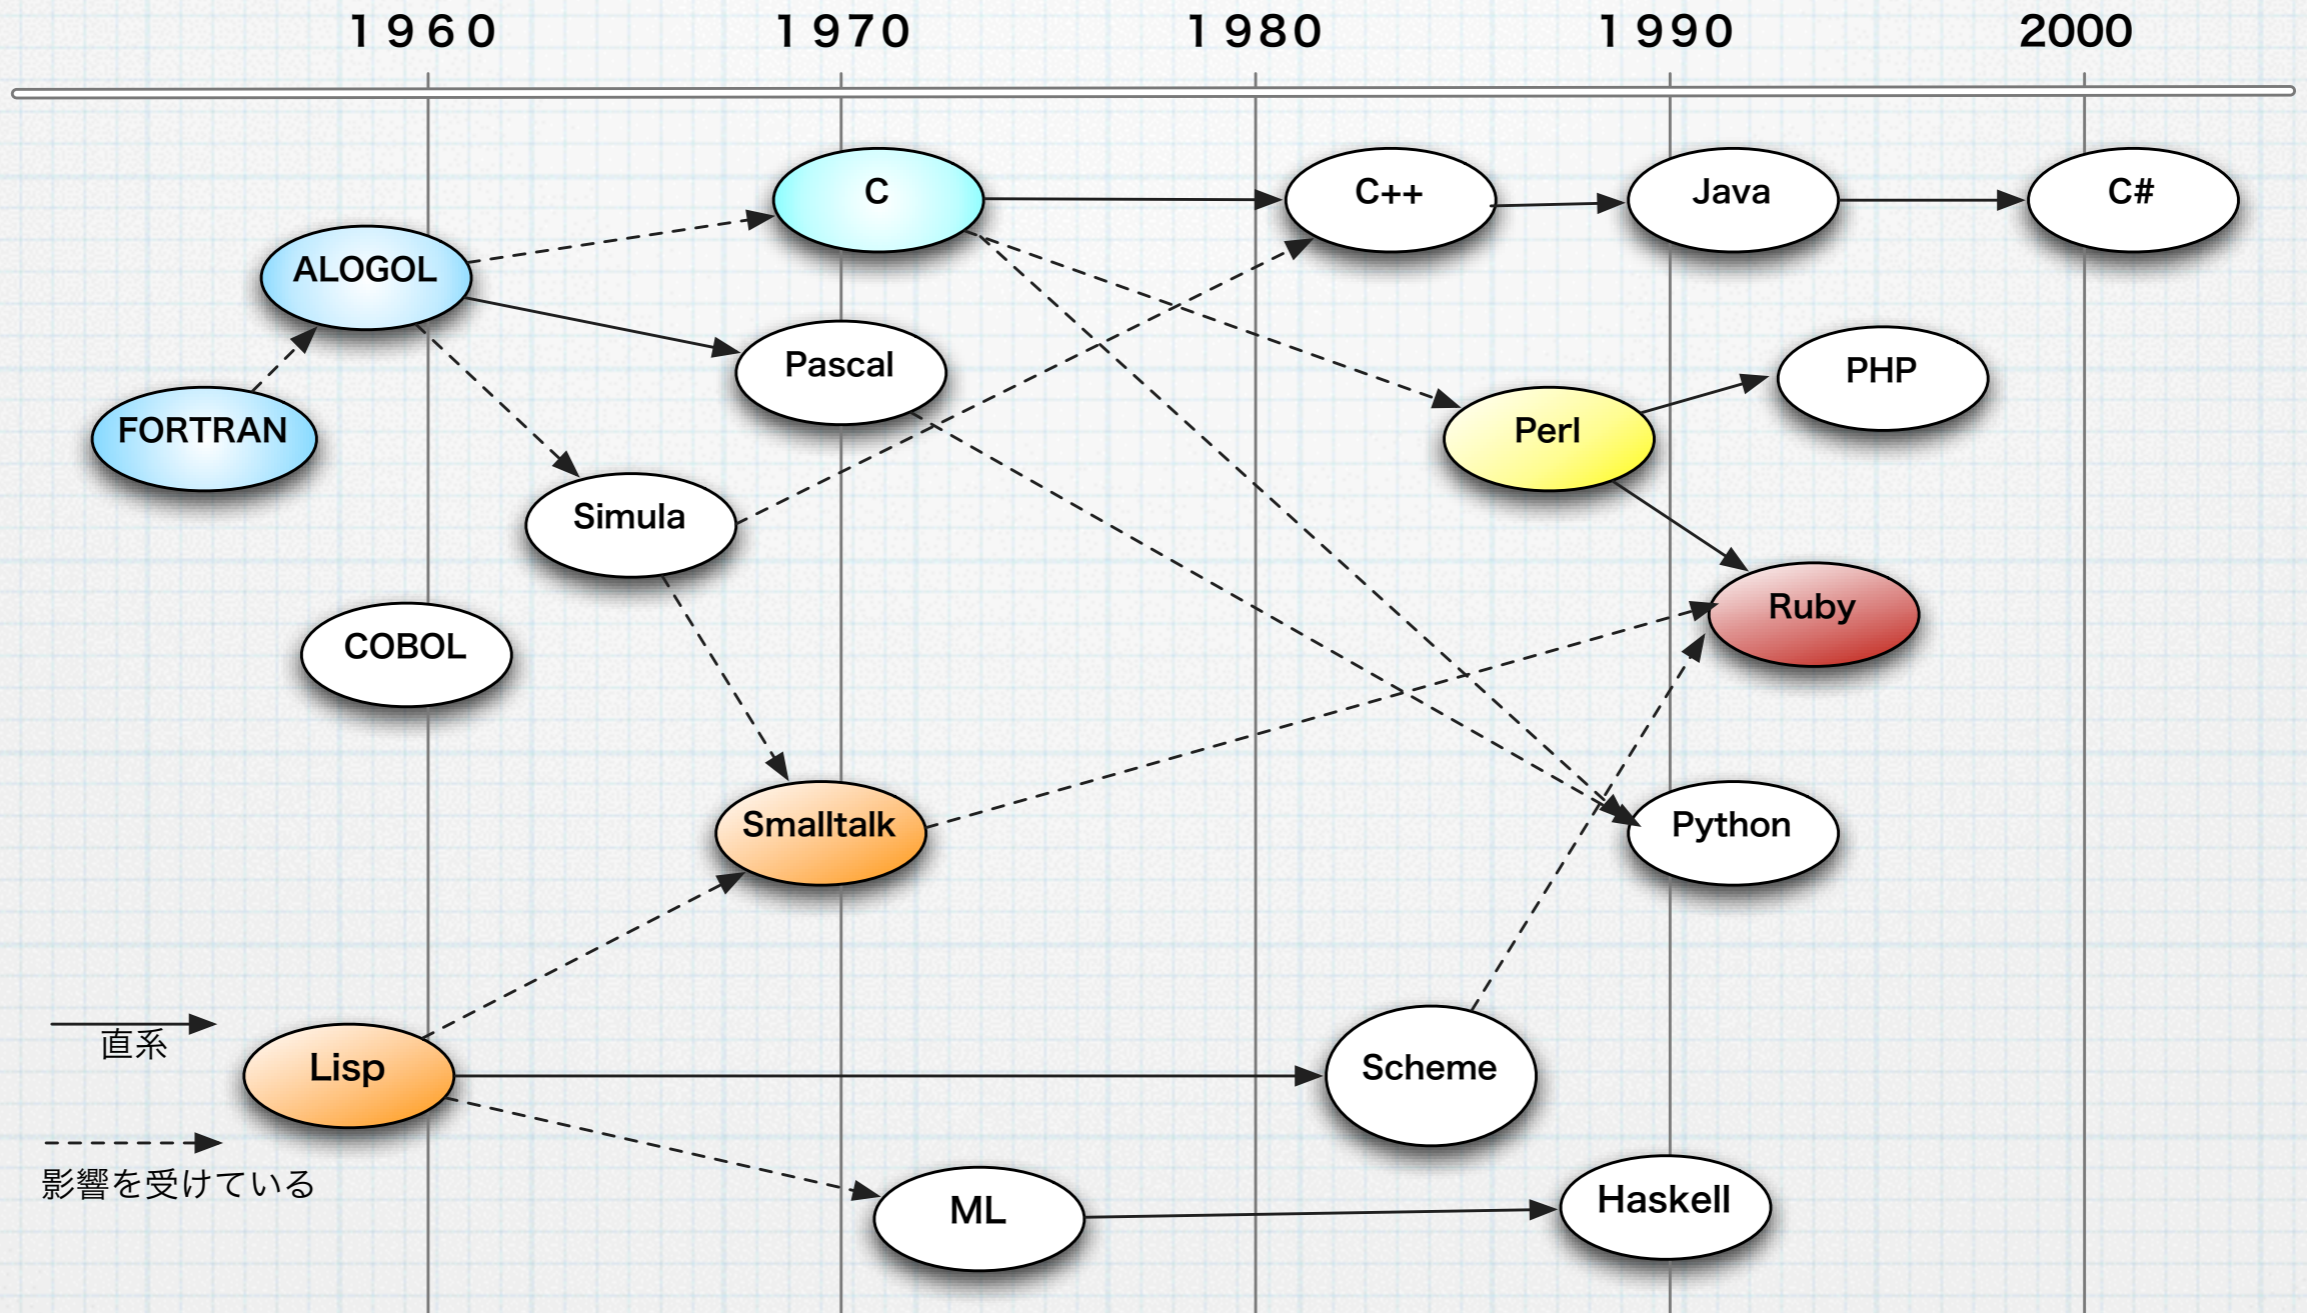 1960
1970
1980
1990
2000
C
C++
Java
C#
ALOGOL
Pascal
PHP
FORTRAN
Perl
Simula
Ruby
COBOL
Smalltalk
Python
直系
Lisp
Scheme
影響を受けている
ML
Haskell